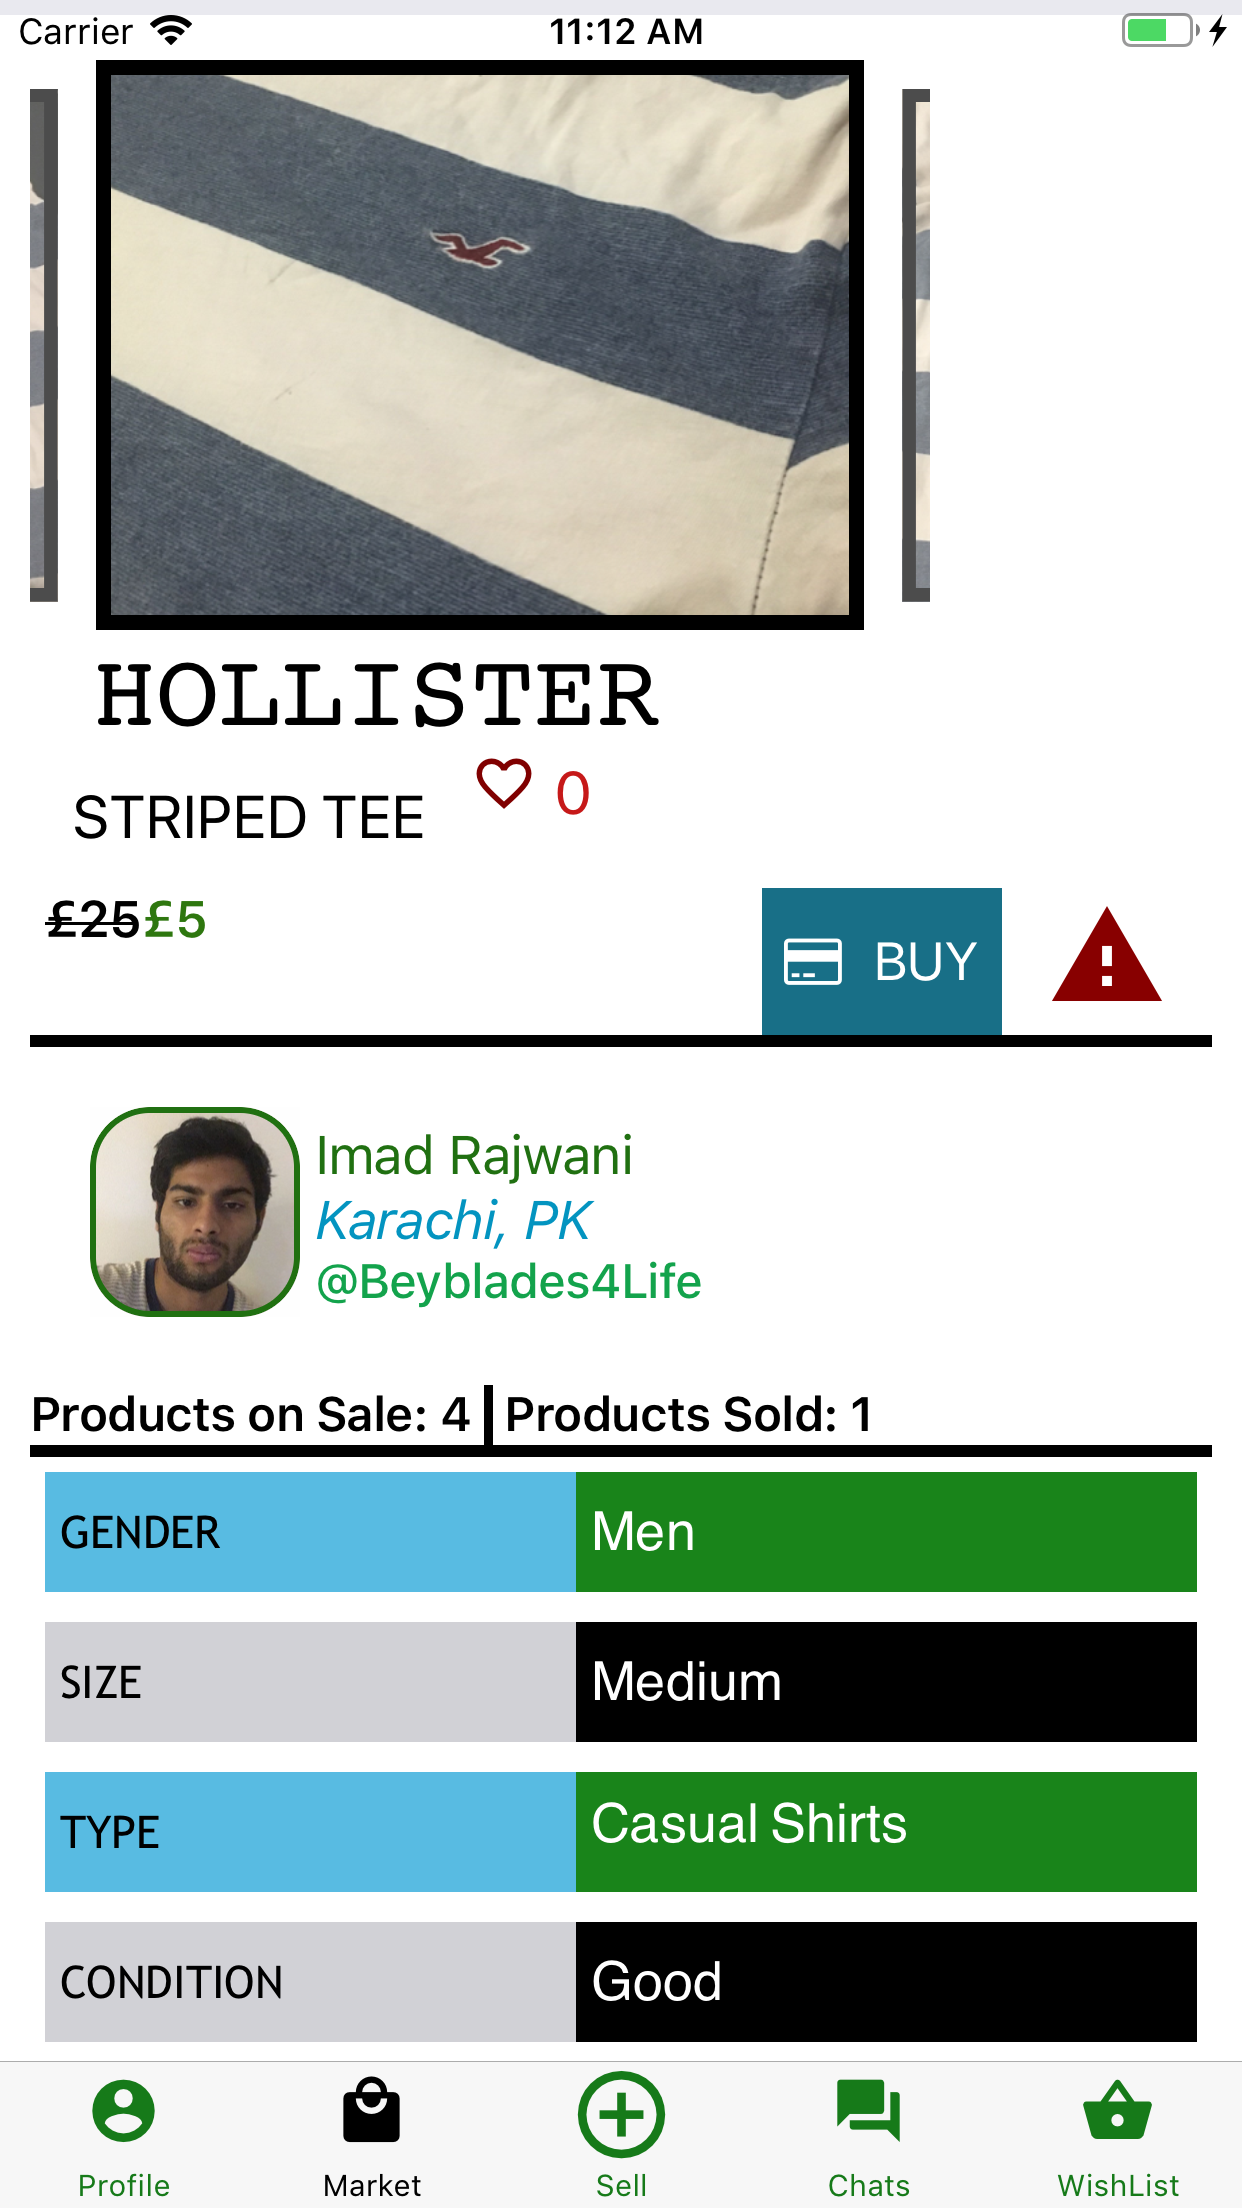 Carrier 11:12 AM
HOLLISTER
STRIPED TEE 0
£25 £5
BUY
Imad Rajwani
Karachi, PK
@Beyblades4Life
Products on Sale: 4 Products Sold: 1
GENDER Men
SIZE Medium
TYPE Casual Shirts
CONDITION Good
Profile Market Sell Chats WishList